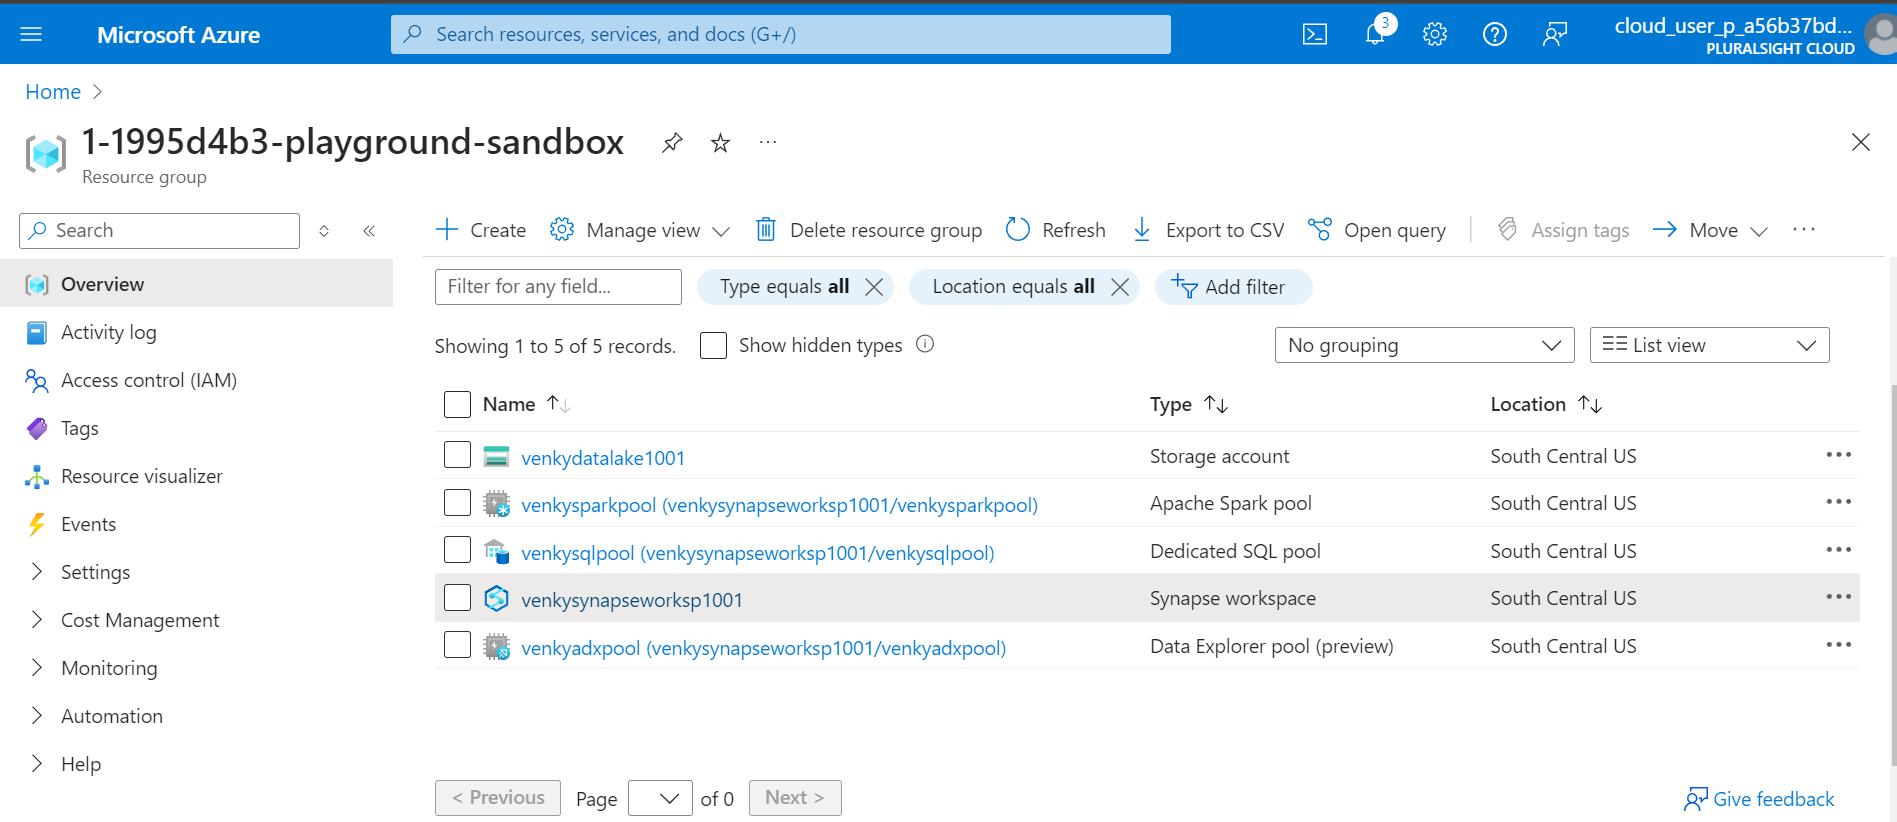 Microsoft Azure
Search resources, services, and docs (G+/)
3
cloud_user_p_a56b37bd...
PLURALSIGHT CLOUD
Home
1-1995d4b3-playground-sandbox
Resource group
Search
Overview
Activity log
Access control (IAM)
Tags
Resource visualizer
Events
Settings
Cost Management
Monitoring
Automation
Help
Create
Manage view
Delete resource group
Refresh
Export to CSV
Open query
Assign tags
Move
Filter for any field...
Type equals all
Location equals all
Add filter
Showing 1 to 5 of 5 records.
Show hidden types
No grouping
List view
Name Type Location
venkydatalake1001 Storage account South Central US
venkysparkpool (venkysynapseworksp1001/venkysparkpool) Apache Spark pool South Central US
venkysqlpool (venkysynapseworksp1001/venkysqlpool) Dedicated SQL pool South Central US
venkysynapseworksp1001 Synapse workspace South Central US
venkyadxpool (venkysynapseworksp1001/venkyadxpool) Data Explorer pool (preview) South Central US
< Previous Page of 0 Next >
Give feedback